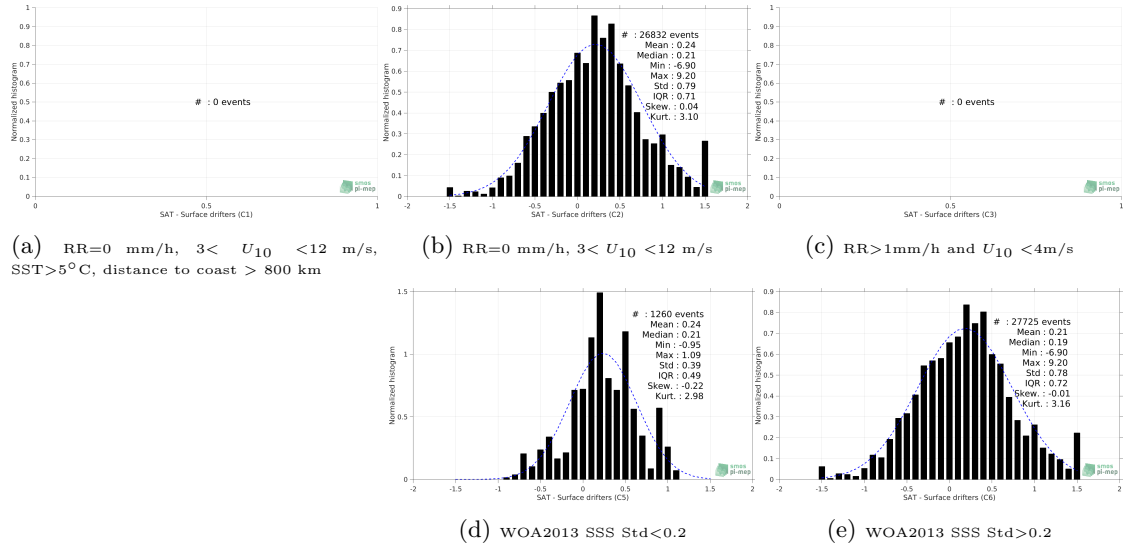 1
0.9
0.8
0.7
0.6
0.5
0.4
0.3
0.2
0.1
0
Normalized histogram
# : 0 events
0 0.5 1
SAT - Surface drifters (C1)
smos
pi-mep
(a) RR=0 mm/h, 3< U10 <12 m/s,
SST>5°C, distance to coast > 800 km
0.9
0.8
0.7
0.6
0.5
0.4
0.3
0.2
0.1
0
Normalized histogram
# : 26832 events
Mean : 0.24
Median : 0.21
Min : -6.90
Max : 9.20
Std : 0.79
IQR : 0.71
Skew. : 0.04
Kurt. : 3.10
-2 -1.5 -1 -0.5 0 0.5 1 1.5 2
SAT - Surface drifters (C2)
smos
pi-mep
(b) RR=0 mm/h, 3< U10 <12 m/s
1
0.9
0.8
0.7
0.6
0.5
0.4
0.3
0.2
0.1
0
Normalized histogram
# : 0 events
0 0.5 1
SAT - Surface drifters (C3)
smos
pi-mep
(c) RR>1mm/h and U10 <4m/s
1.5
1
0.5
0
Normalized histogram
# : 1260 events
Mean : 0.24
Median : 0.21
Min : -0.95
Max : 1.09
Std : 0.39
IQR : 0.49
Skew. : -0.22
Kurt. : 2.98
-2 -1.5 -1 -0.5 0 0.5 1 1.5 2
SAT - Surface drifters (C5)
smos
pi-mep
(d) WOA2013 SSS Std<0.2
0.9
0.8
0.7
0.6
0.5
0.4
0.3
0.2
0.1
0
Normalized histogram
# : 27725 events
Mean : 0.21
Median : 0.19
Min : -6.90
Max : 9.20
Std : 0.78
IQR : 0.72
Skew. : -0.01
Kurt. : 3.16
-2 -1.5 -1 -0.5 0 0.5 1 1.5 2
SAT - Surface drifters (C6)
smos
pi-mep
(e) WOA2013 SSS Std>0.2